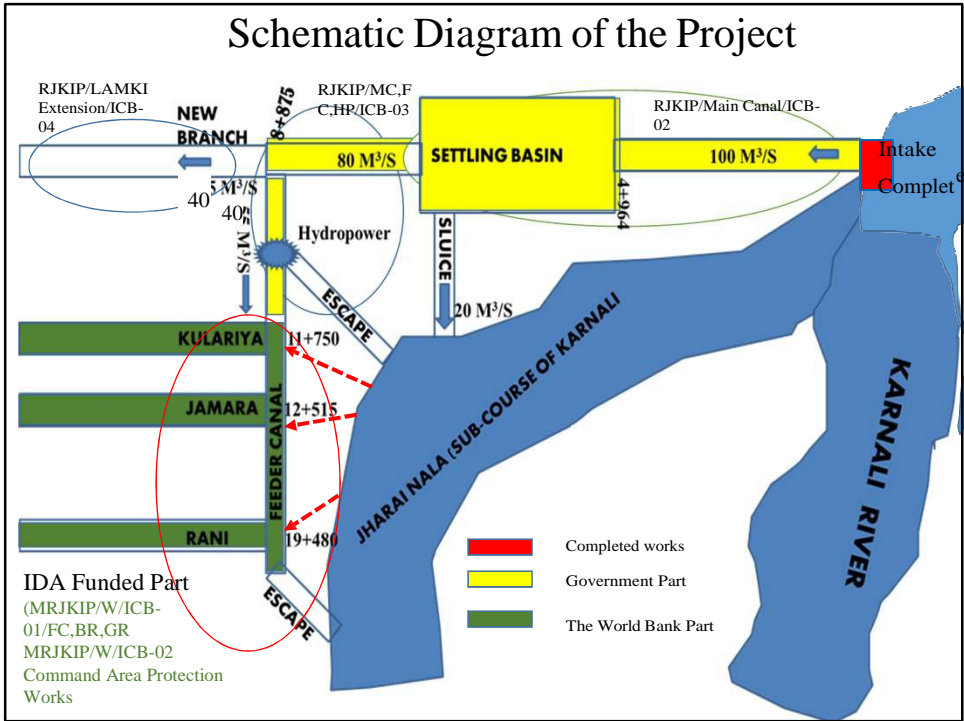 Schematic Diagram of the Project
RJKIP/LAMKI
Extension/ICB-
04
RJKIP/MC,F
C,HP/ICB-03
RJKIP/Main Canal/ICB-
02
NEW
BRANCH
8+875
80 M³/S
SETTLING BASIN
100 M³/S
Intake
Complete
4+964
5 M³/S
40
40
M³/S
Hydropower
SLUICE
20 M³/S
ESCAPE
KULARIYA
11+750
JAMARA
12+515
FEEDER CANAL
RANI
19+480
ESCAPE
JHARAI NALA (SUB-COURSE OF KARNALI
KARNALI RIVER
Completed works
Government Part
The World Bank Part
IDA Funded Part
(MRJKIP/W/ICB-
01/FC,BR,GR
MRJKIP/W/ICB-02
Command Area Protection
Works